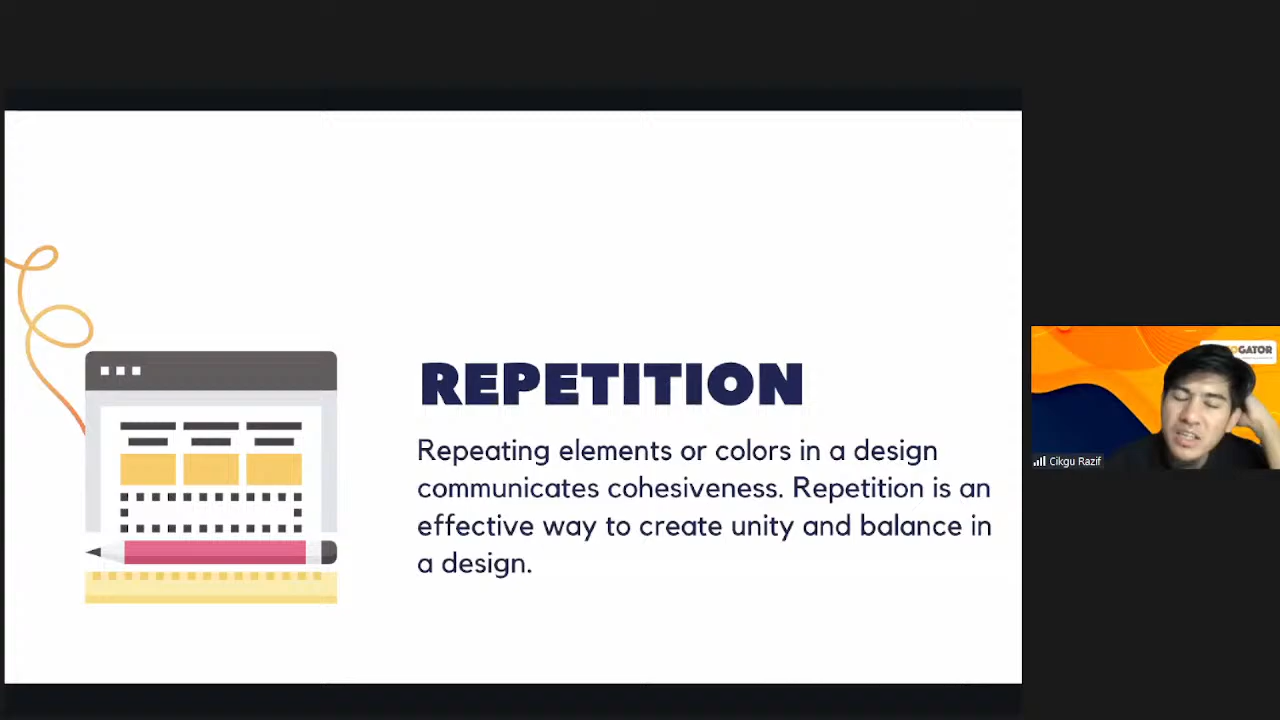 REPETITION
Repeating elements or colors in a design
communicates cohesiveness. Repetition is an
effective way to create unity and balance in
a design.
GATOR
Cikgu Razif